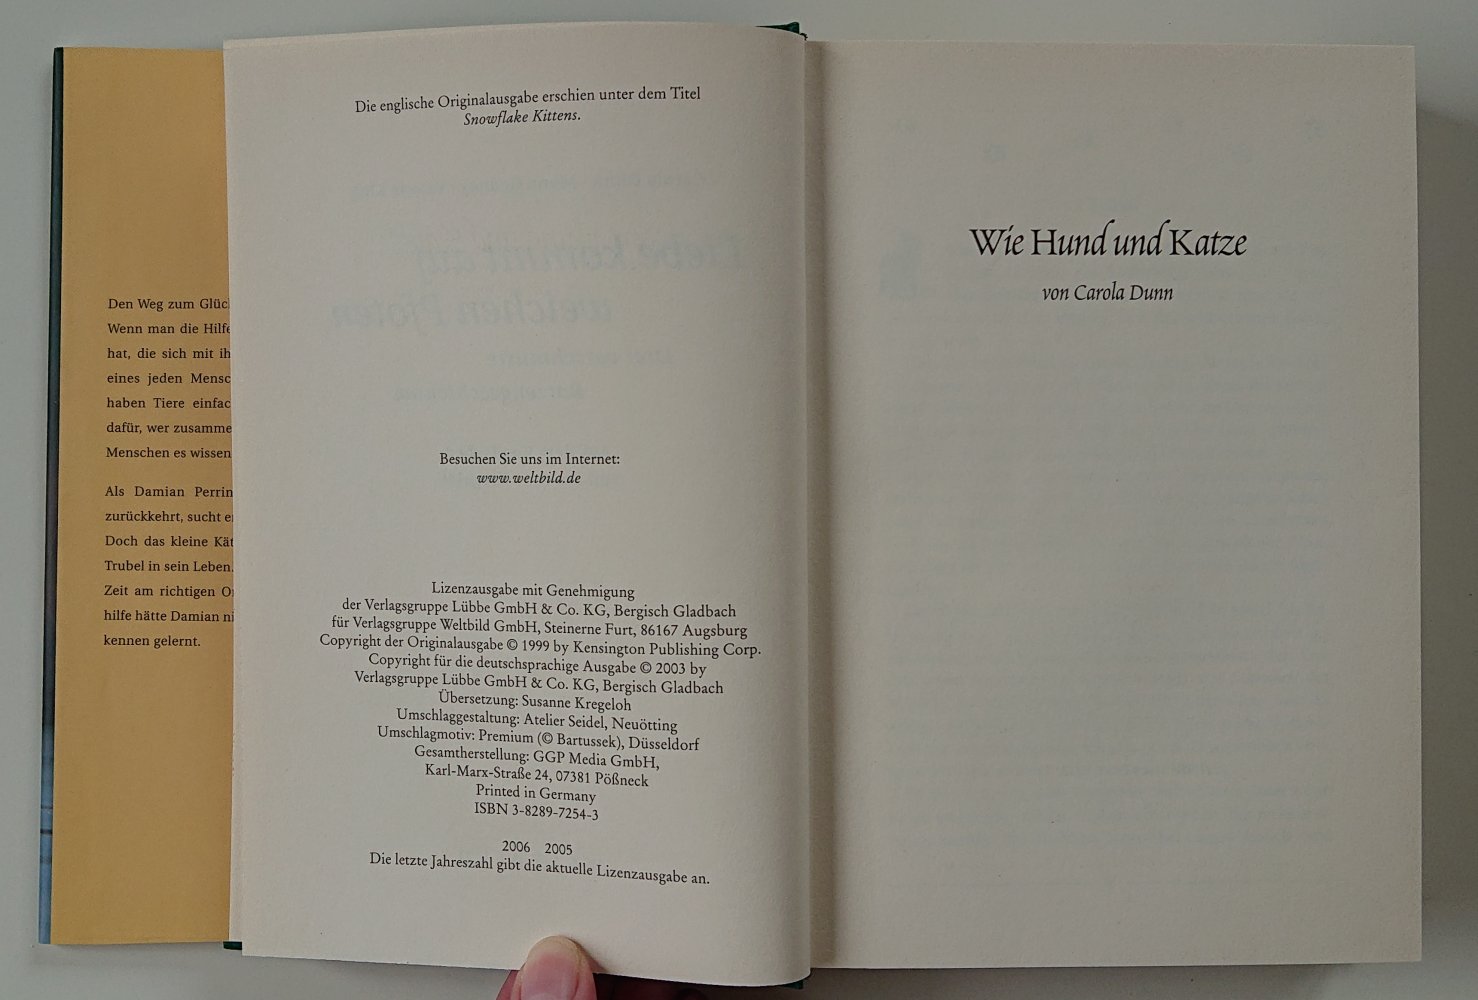 Den Weg zum
Wenn man die
hat, die sich mit
eines jeden
haben Tiere
dafür, wer
Menschen es wissen
Als Damian Perrin
zurückkehrt, sucht
Doch das kleine
Trubel in sein Leben.
Zeit am richtigen
hilfe hätte Damian
kennen gelernt.
Die englische Originalausgabe erschien unter dem Titel
Snowflake Kittens.
Besuchen Sie uns im Internet:
www.weltbild.de
Lizenzausgabe mit Genehmigung
der Verlagsgruppe Lübbe GmbH & Co. KG, Bergisch Gladbach
für Verlagsgruppe Weltbild GmbH, Steinerne Furt, 86167 Augsburg
Copyright der Originalausgabe © 1999 by Kensington Publishing Corp.
Copyright für die deutschsprachige Ausgabe © 2003 by
Verlagsgruppe Lübbe GmbH & Co. KG, Bergisch Gladbach
Übersetzung: Susanne Kregeloh
Umschlaggestaltung: Atelier Seidel, Neuötting
Umschlagmotiv: Premium (© Bartussek), Düsseldorf
Gesamtherstellung: GGP Media GmbH,
Karl-Marx-Straße 24, 07381 Pößneck
Printed in Germany
ISBN 3-8289-7254-3
2006 2005
Die letzte Jahreszahl gibt die aktuelle Lizenzausgabe an.
Wie Hund und Katze
von Carola Dunn